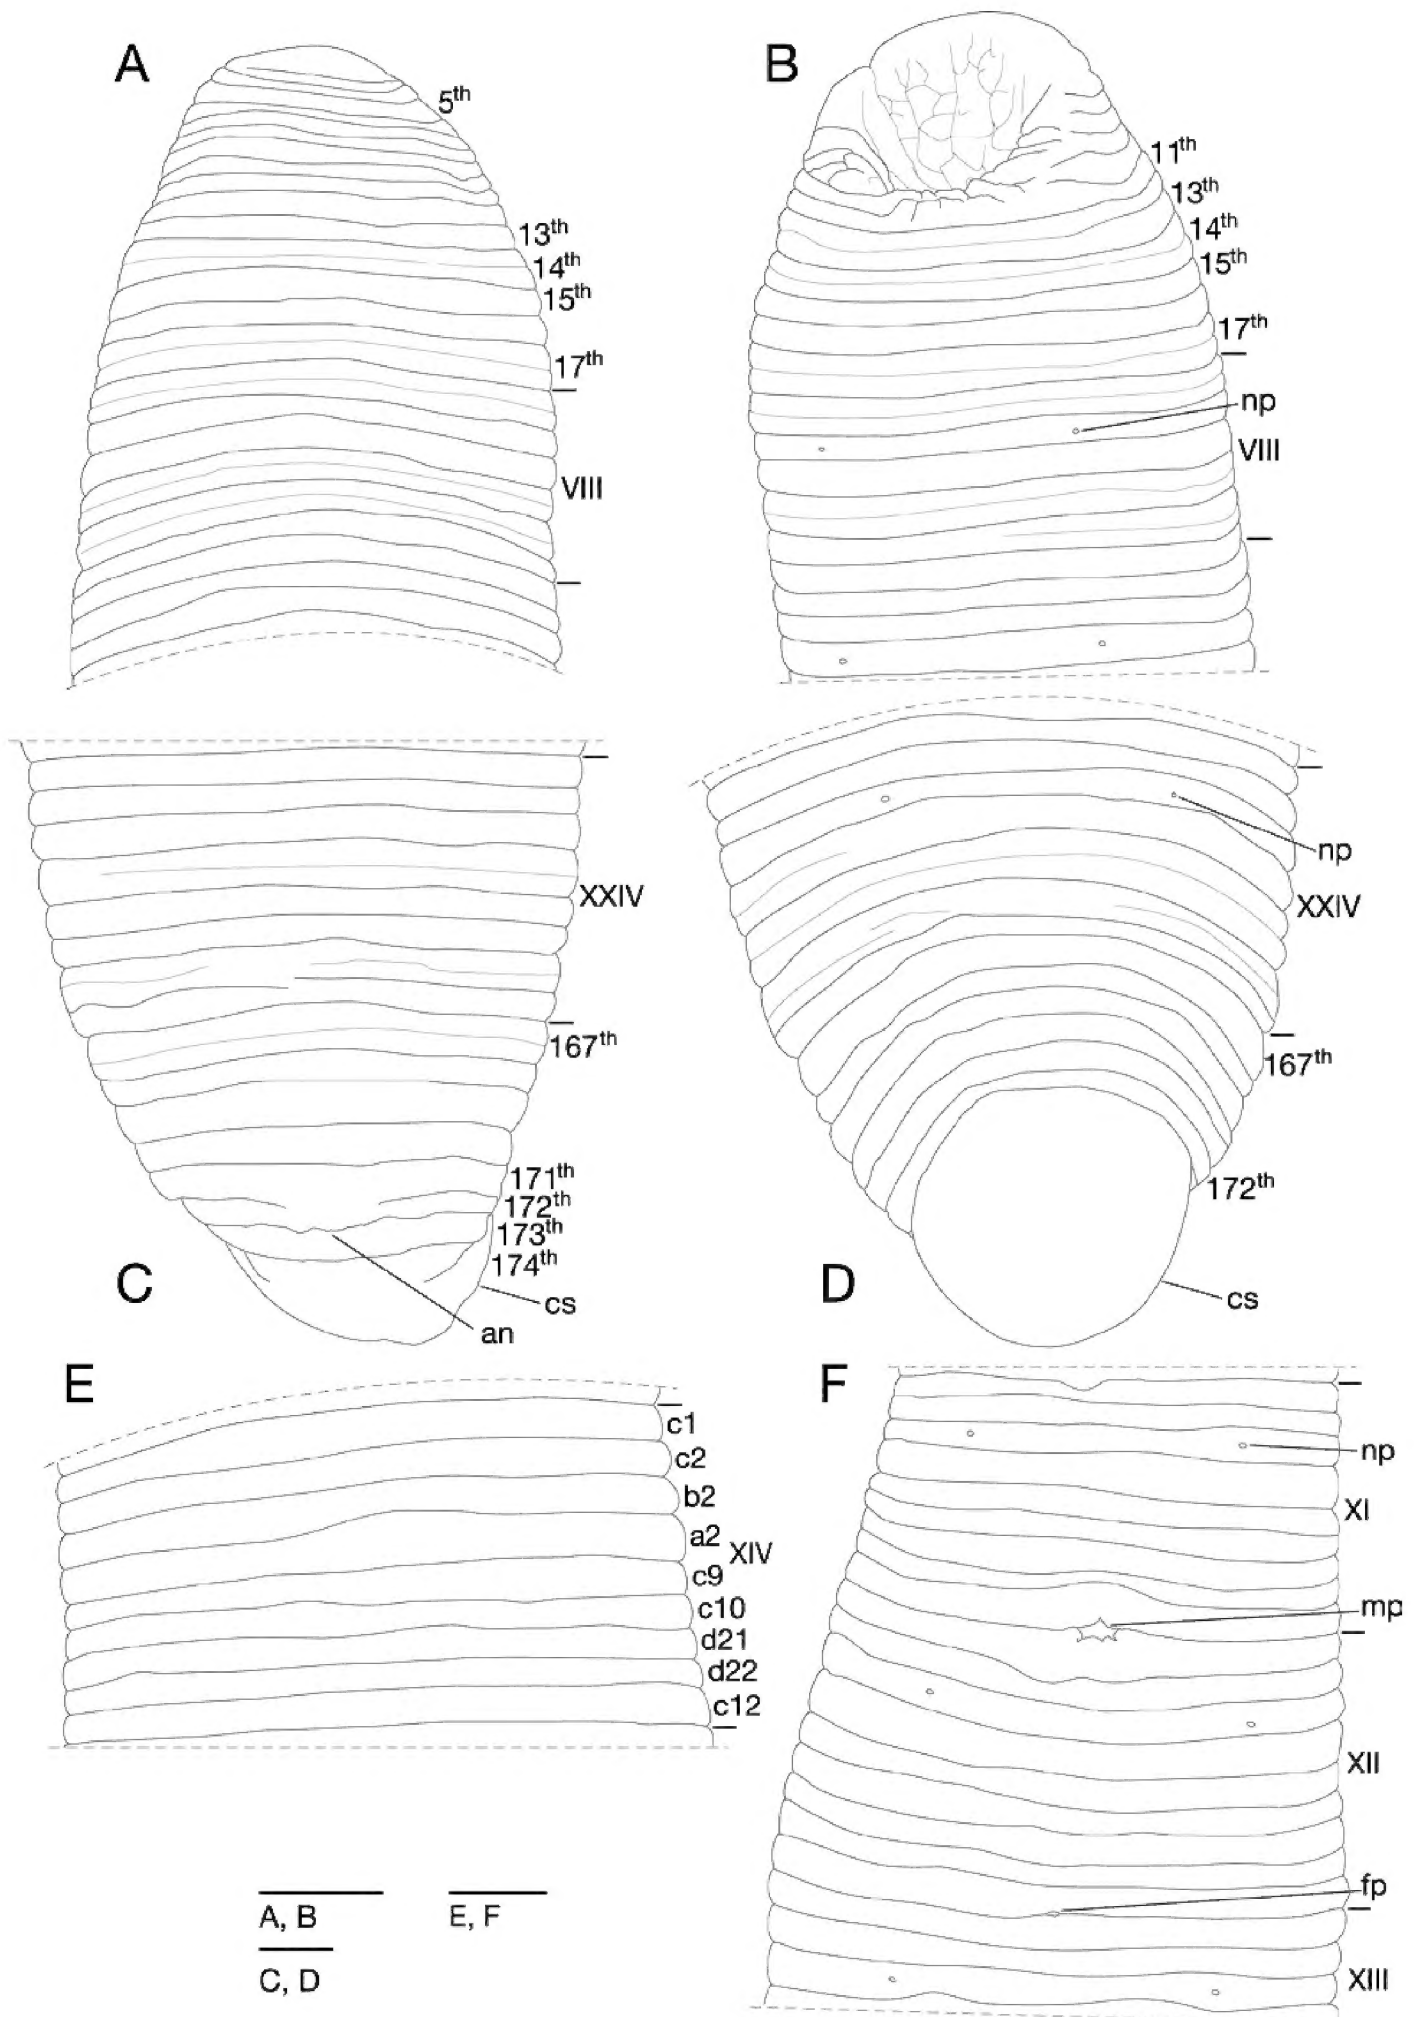 A
5th
13th
14th
15th
17th
VIII
B
11th
13th
14th
15th
17th
np
VIII
C
XXIV
167th
171th
172th
173th
174th
cs
an
D
np
XXIV
167th
172th
cs
E
c1
c2
b2
a2
XIV
c9
c10
d21
d22
c12
F
np
XI
mp
XII
fp
XIII
A, B
E, F
C, D